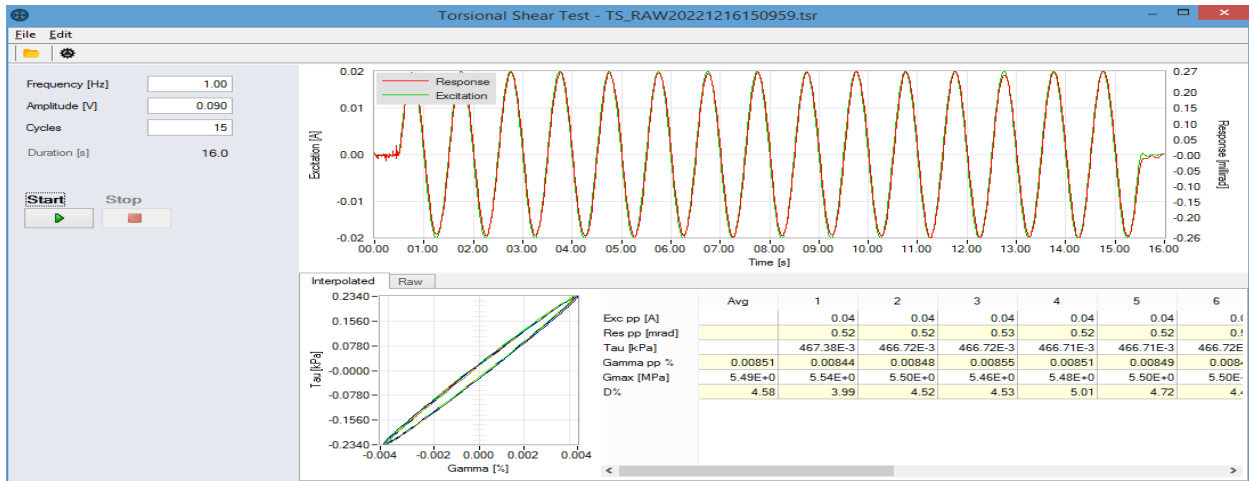 Torsional Shear Test - TS_RAW20221216150959.tsr
File Edit
Frequency [Hz] 1.00
Amplitude [V] 0.090
Cycles 15
Duration [s] 16.0
Start Stop
Response
Excitation
Excitation [A]
0.02
0.01
0.00
-0.01
-0.02
0.27
0.20
0.15
0.10
0.05
-0.00
-0.05
-0.10
-0.15
-0.20
-0.26
Response [millirad]
00.00 01.00 02.00 03.00 04.00 05.00 06.00 07.00 08.00 09.00 10.00 11.00 12.00 13.00 14.00 15.00 16.00
Time [s]
Interpolated Raw
Tau [kPa]
0.2340
0.1560
0.0780
-0.0000
-0.0780
-0.1560
-0.2340
-0.004 -0.002 0.000 0.002 0.004
Gamma [%]
Avg 1 2 3 4 5 6
Exc pp [A] 0.04 0.04 0.04 0.04 0.04
Res pp [mrad] 0.52 0.52 0.53 0.52 0.52
Tau [kPa] 467.38E-3 466.72E-3 466.72E-3 466.71E-3 466.71E-3 466.72E
Gamma pp % 0.00851 0.00844 0.00848 0.00855 0.00851 0.00849
Gmax [MPa] 5.49E+0 5.54E+0 5.50E+0 5.46E+0 5.48E+0 5.50E+0 5.50E
D% 4.58 3.99 4.52 4.53 5.01 4.72